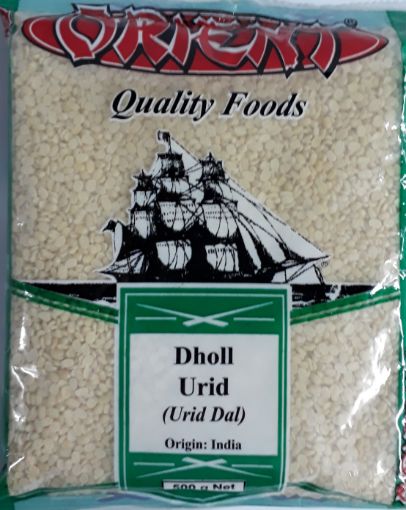 ORIENT®
Quality Foods
Dholl
Urid
(Urid Dal)
Origin: India
500 g Net